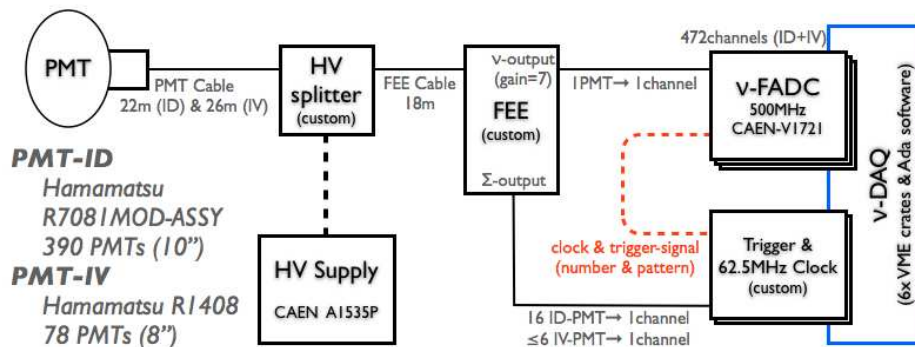 PMT
PMT Cable
22m (ID) & 26m (IV)
HV
splitter
(custom)
FEE Cable
18m
ν-output
(gain=7)
FEE
(custom)
Σ-output
1PMT→ 1channel
472channels (ID+IV)
ν-FADC
500MHz
CAEN-V1721
ν-DAQ
(6x VME crates & Ada software)
PMT-ID
Hamamatsu
R7081MOD-ASSY
390 PMTs (10”)
PMT-IV
Hamamatsu R1408
78 PMTs (8”)
HV Supply
CAEN A1535P
clock & trigger-signal
(number & pattern)
Trigger &
62.5MHz Clock
(custom)
16 ID-PMT→ 1channel
≤6 IV-PMT→ 1channel